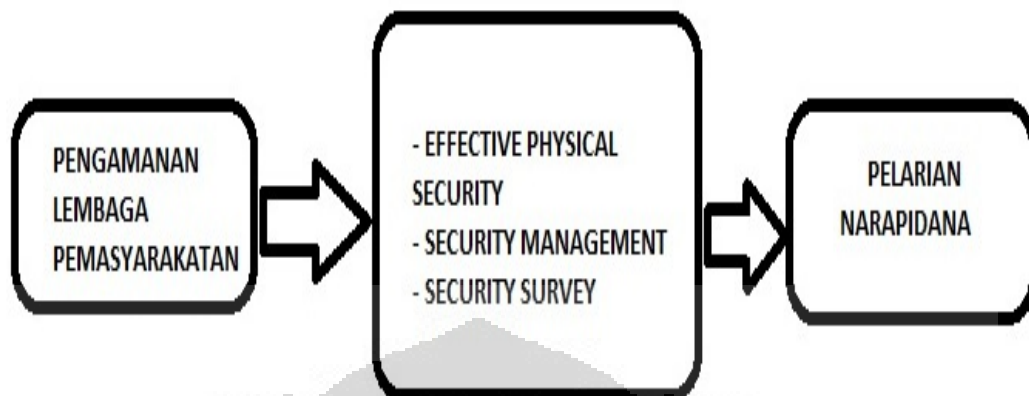 PENGAMANAN
LEMBAGA
PEMASYARAKATAN
- EFFECTIVE PHYSICAL
SECURITY
- SECURITY MANAGEMENT
- SECURITY SURVEY
PELARIAN
NARAPIDANA